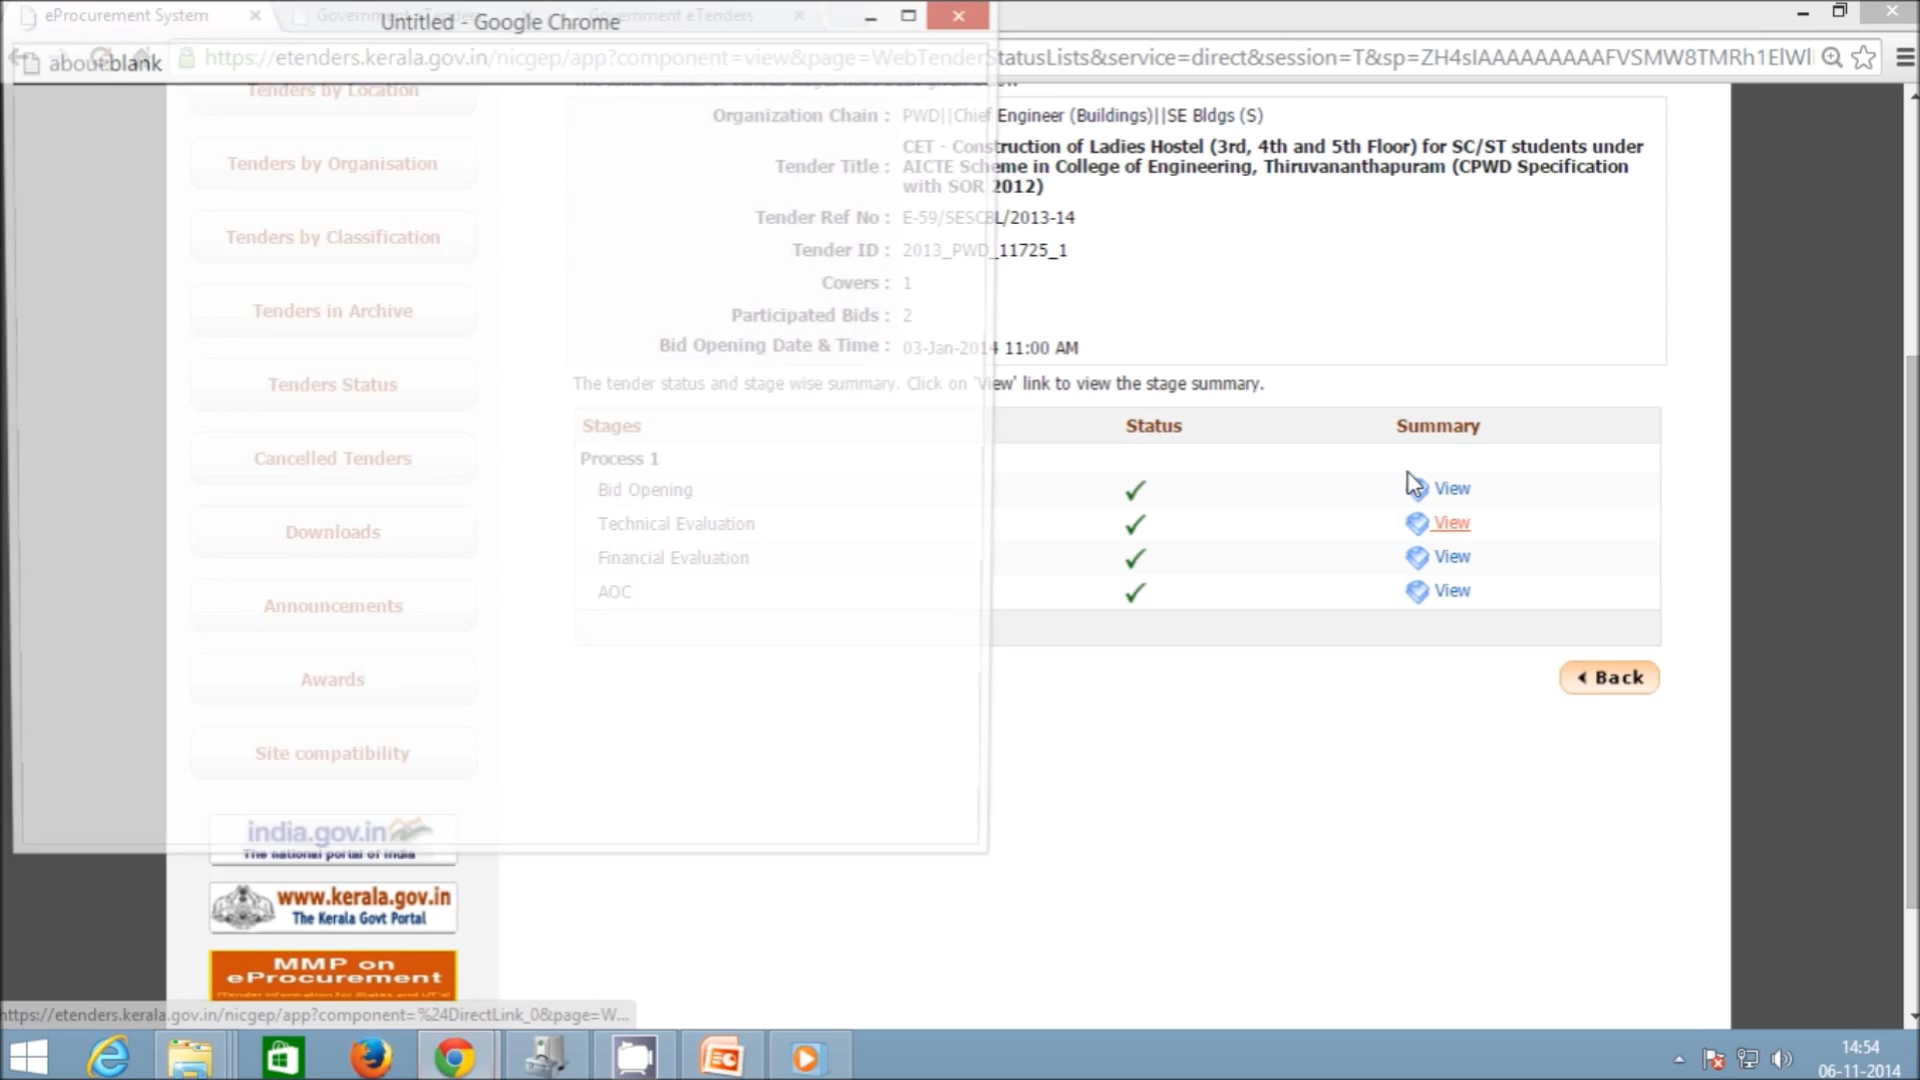 eProcurement System
Untitled - Google Chrome
Government eTenders
about:blank
https://etenders.kerala.gov.in/nicgep/app?component=view&page=WebTenderStatusLists&service=direct&session=T&sp=ZH4sIAAAAAAAAAFVSMW8TMRh1ElWl
Tenders by Location
Tenders by Organisation
Tenders by Classification
Tenders in Archive
Tenders Status
Cancelled Tenders
Downloads
Announcements
Awards
Site compatibility
india.gov.in
The national portal of India
www.kerala.gov.in
The Kerala Govt Portal
MMP on
eProcurement
(Tender information for States and UT's)
Organization Chain : PWD||Chief Engineer (Buildings)||SE Bldgs (S)
Tender Title : CET - Construction of Ladies Hostel (3rd, 4th and 5th Floor) for SC/ST students under
AICTE Scheme in College of Engineering, Thiruvananthapuram (CPWD Specification
with SOR 2012)
Tender Ref No : E-59/SESCBL/2013-14
Tender ID : 2013_PWD_11725_1
Covers : 1
Participated Bids : 2
Bid Opening Date & Time : 03-Jan-2014 11:00 AM
The tender status and stage wise summary. Click on 'View' link to view the stage summary.
Stages Status Summary
Process 1
Bid Opening View
Technical Evaluation View
Financial Evaluation View
AOC View
Back
https://etenders.kerala.gov.in/nicgep/app?component=%24DirectLink_0&page=W...
14:54
06-11-2014